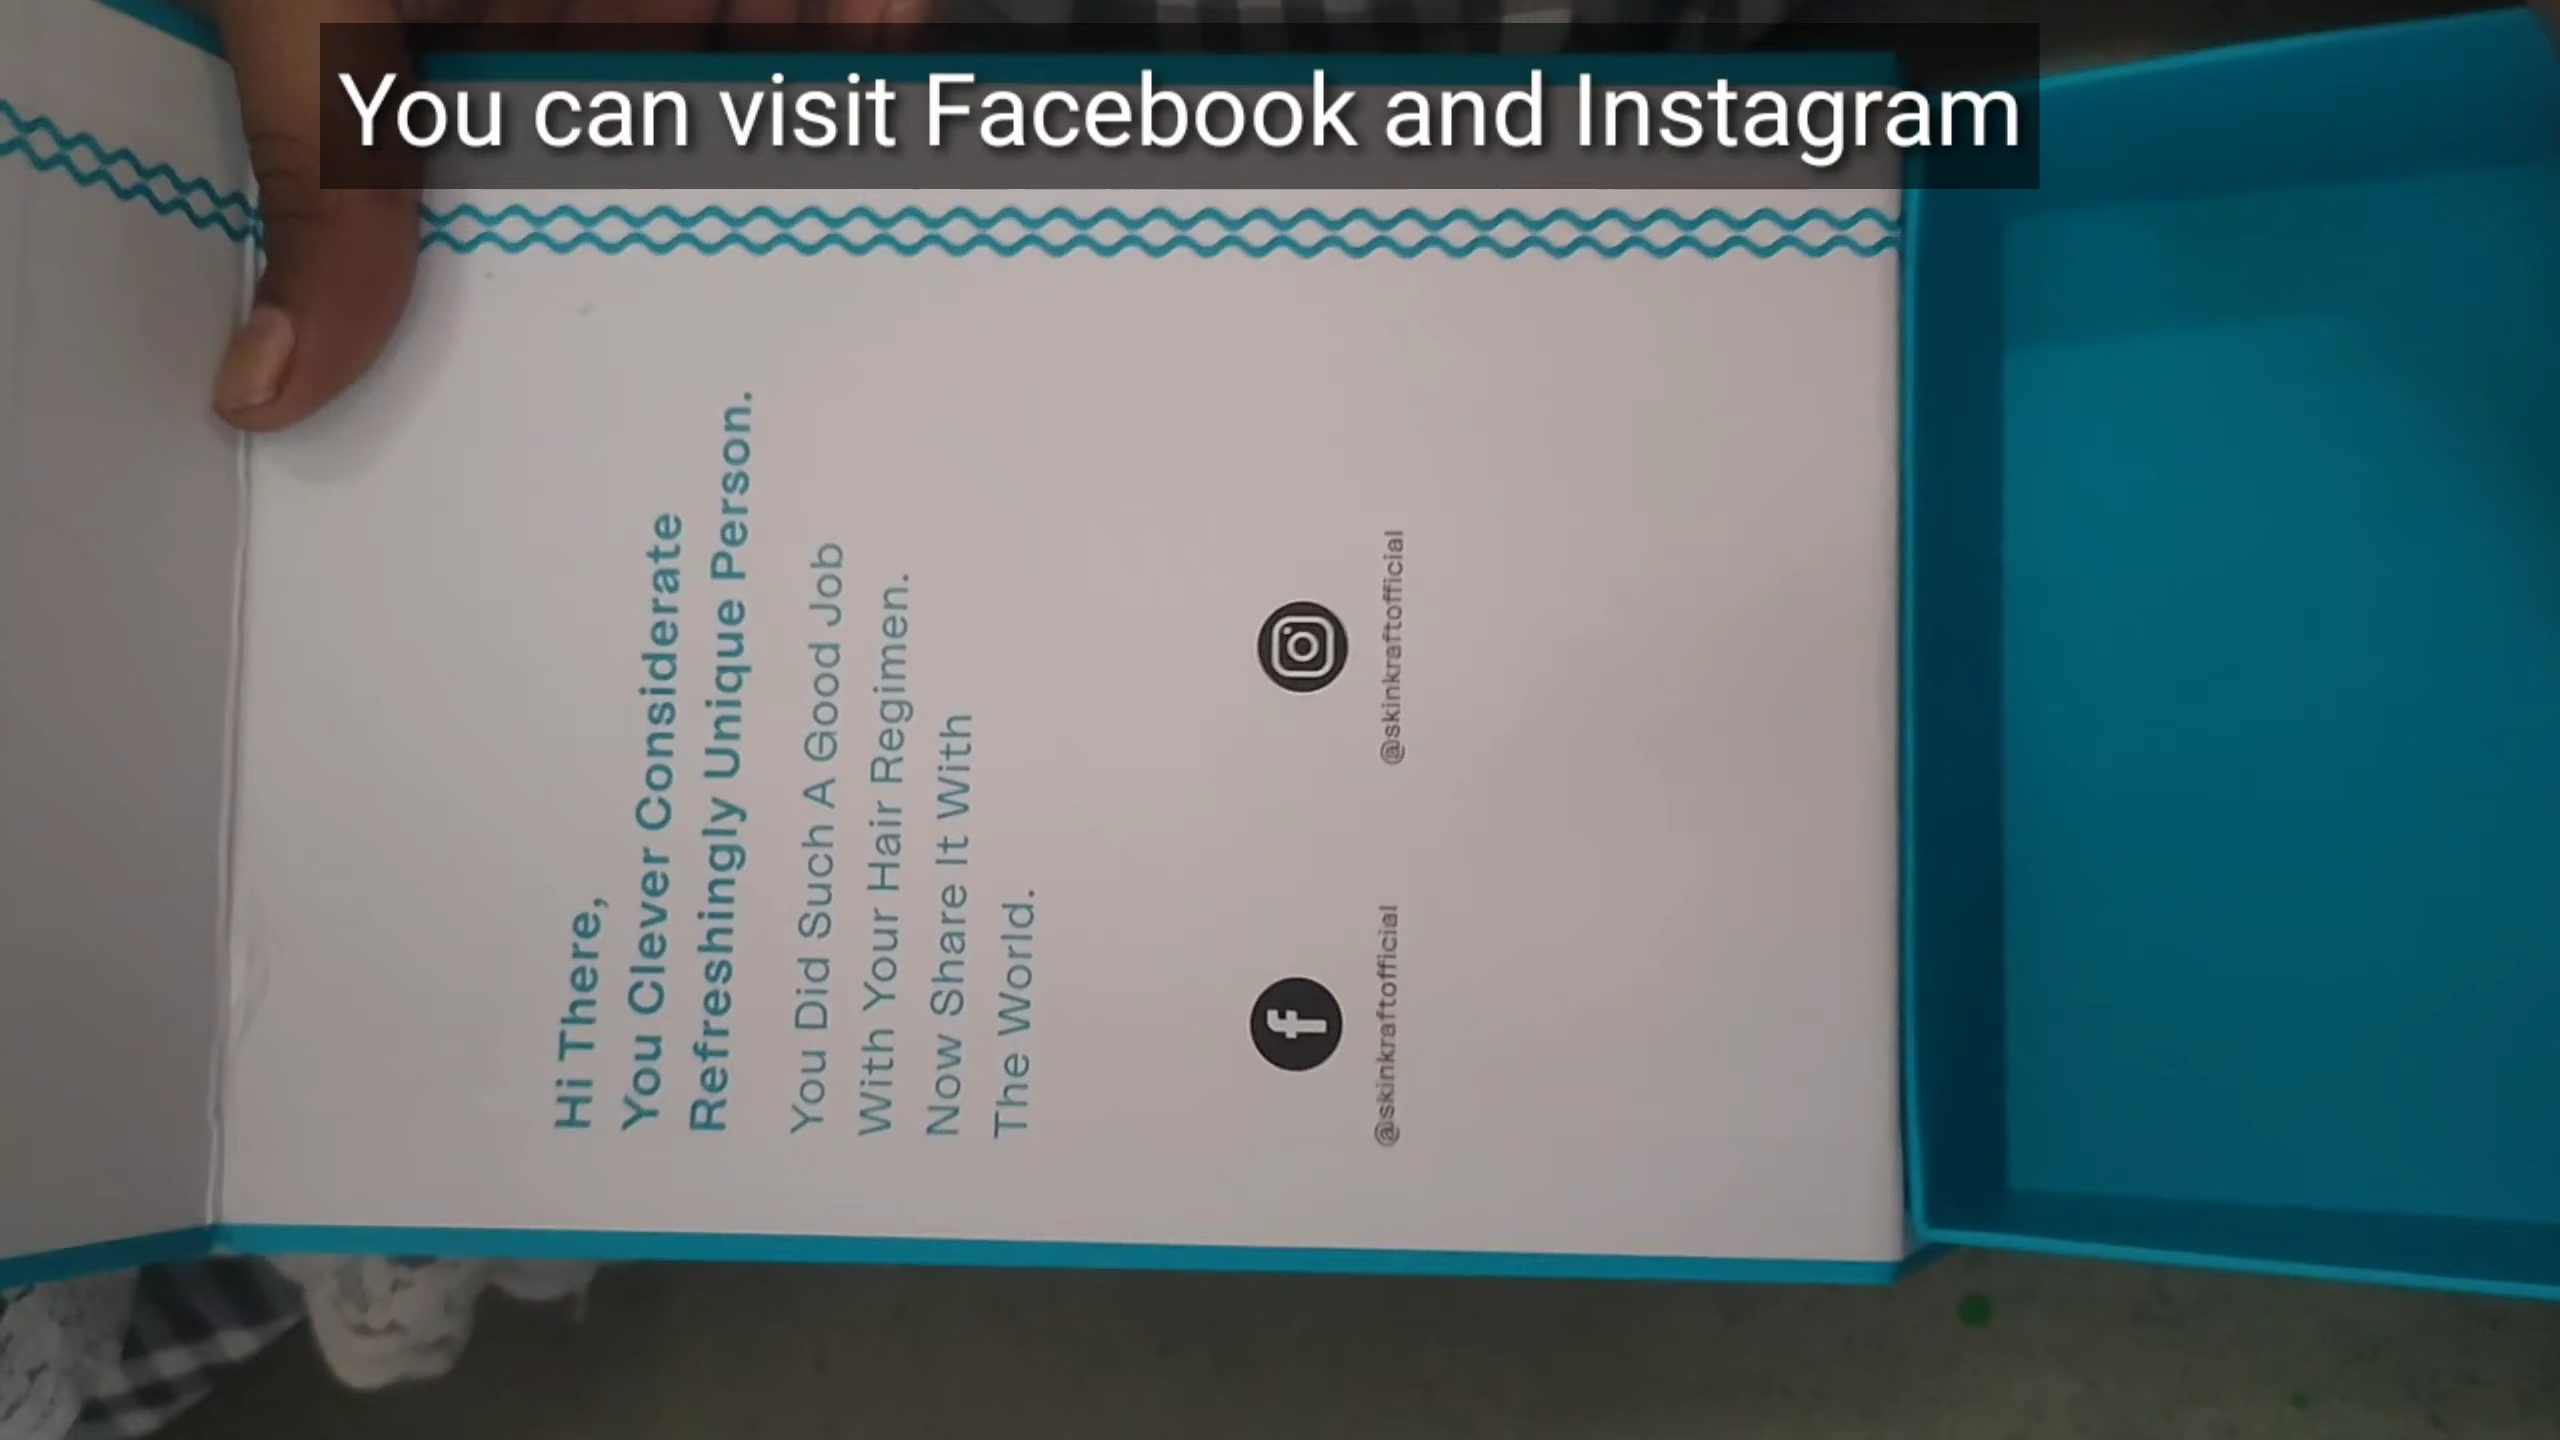 You can visit Facebook and Instagram
Hi There,
You Clever Considerate
Refreshingly Unique Person.
You Did Such A Good Job
With Your Hair Regimen.
Now Share It With
The World.
@skinkraftofficial
@skinkraftofficial